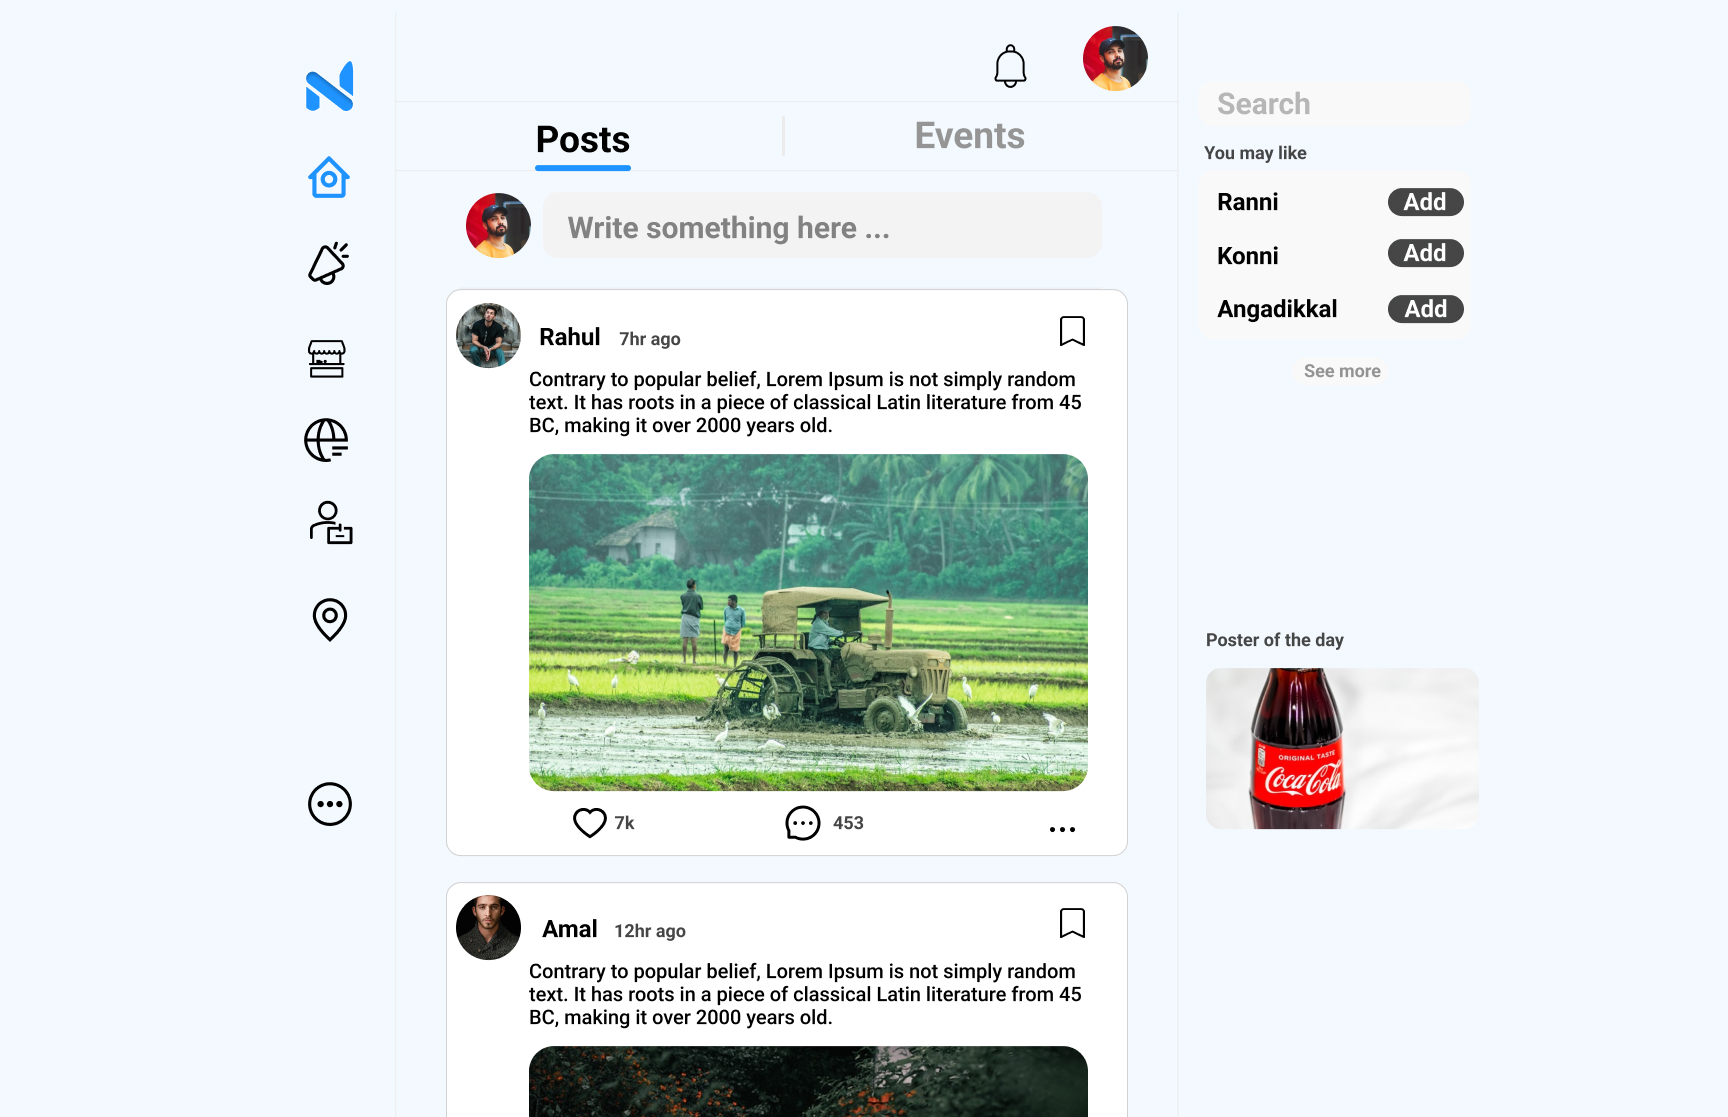 Posts
Events
Write something here ...
Rahul 7hr ago
Contrary to popular belief, Lorem Ipsum is not simply random
text. It has roots in a piece of classical Latin literature from 45
BC, making it over 2000 years old.
7k
453
Amal 12hr ago
Contrary to popular belief, Lorem Ipsum is not simply random
text. It has roots in a piece of classical Latin literature from 45
BC, making it over 2000 years old.
Search
You may like
Ranni Add
Konni Add
Angadikkal Add
See more
Poster of the day
ORIGINAL TASTE
Coca-Cola